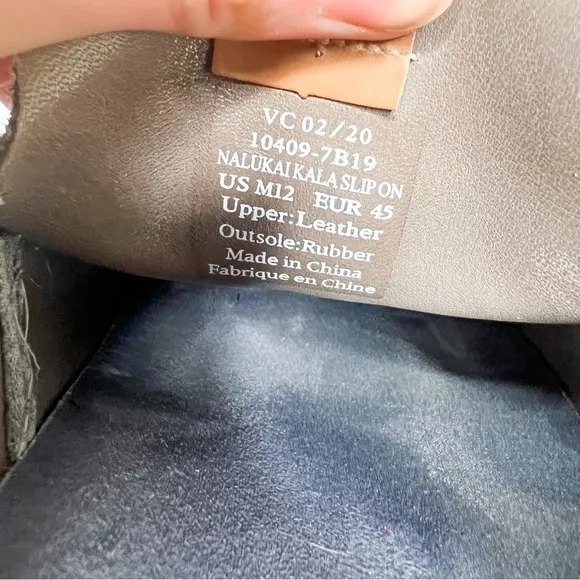 VC 02/20
10409-7B19
NALUKAI KALA SLIP ON
US M12 EUR 45
Upper:Leather
Outsole:Rubber
Made in China
Fabrique en Chine